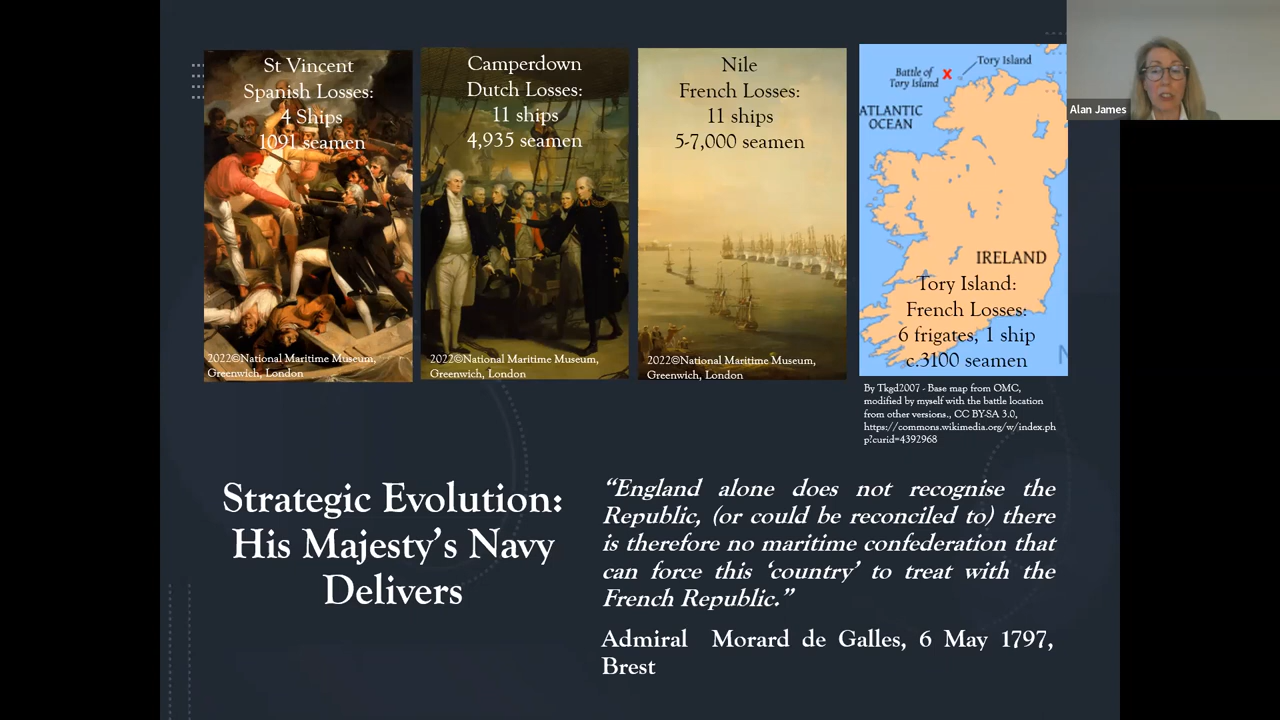 St Vincent
Spanish Losses:
4 Ships
1091 seamen
2022©National Maritime Museum,
Greenwich, London
Camperdown
Dutch Losses:
11 ships
4,935 seamen
2022©National Maritime Museum,
Greenwich, London
Nile
French Losses:
11 ships
5-7,000 seamen
2022©National Maritime Museum,
Greenwich, London
Battle of
Tory Island
X
Tory Island
ATLANTIC
OCEAN
IRELAND
Tory Island:
French Losses:
6 frigates, 1 ship
c.3100 seamen
N
By Tkgd2007 - Base map from OMC,
modified by myself with the battle location
from other versions., CC BY-SA 3.0,
https://commons.wikimedia.org/w/index.ph
p?curid=4392968
Alan James
Strategic Evolution:
His Majesty's Navy
Delivers
“England alone does not recognise the
Republic, (or could be reconciled to) there
is therefore no maritime confederation that
can force this ‘country’ to treat with the
French Republic.”
Admiral Morard de Galles, 6 May 1797,
Brest